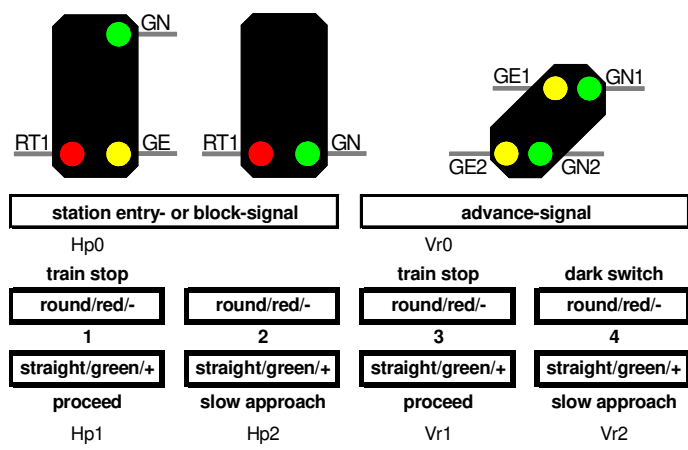 GN
RT1 GE RT1 GN
GE1 GN1
GE2 GN2
station entry- or block-signal advance-signal
Hp0 Vr0
train stop train stop dark switch
round/red/- round/red/- round/red/- round/red/-
1 2 3 4
straight/green/+ straight/green/+ straight/green/+ straight/green/+
proceed slow approach proceed slow approach
Hp1 Hp2 Vr1 Vr2